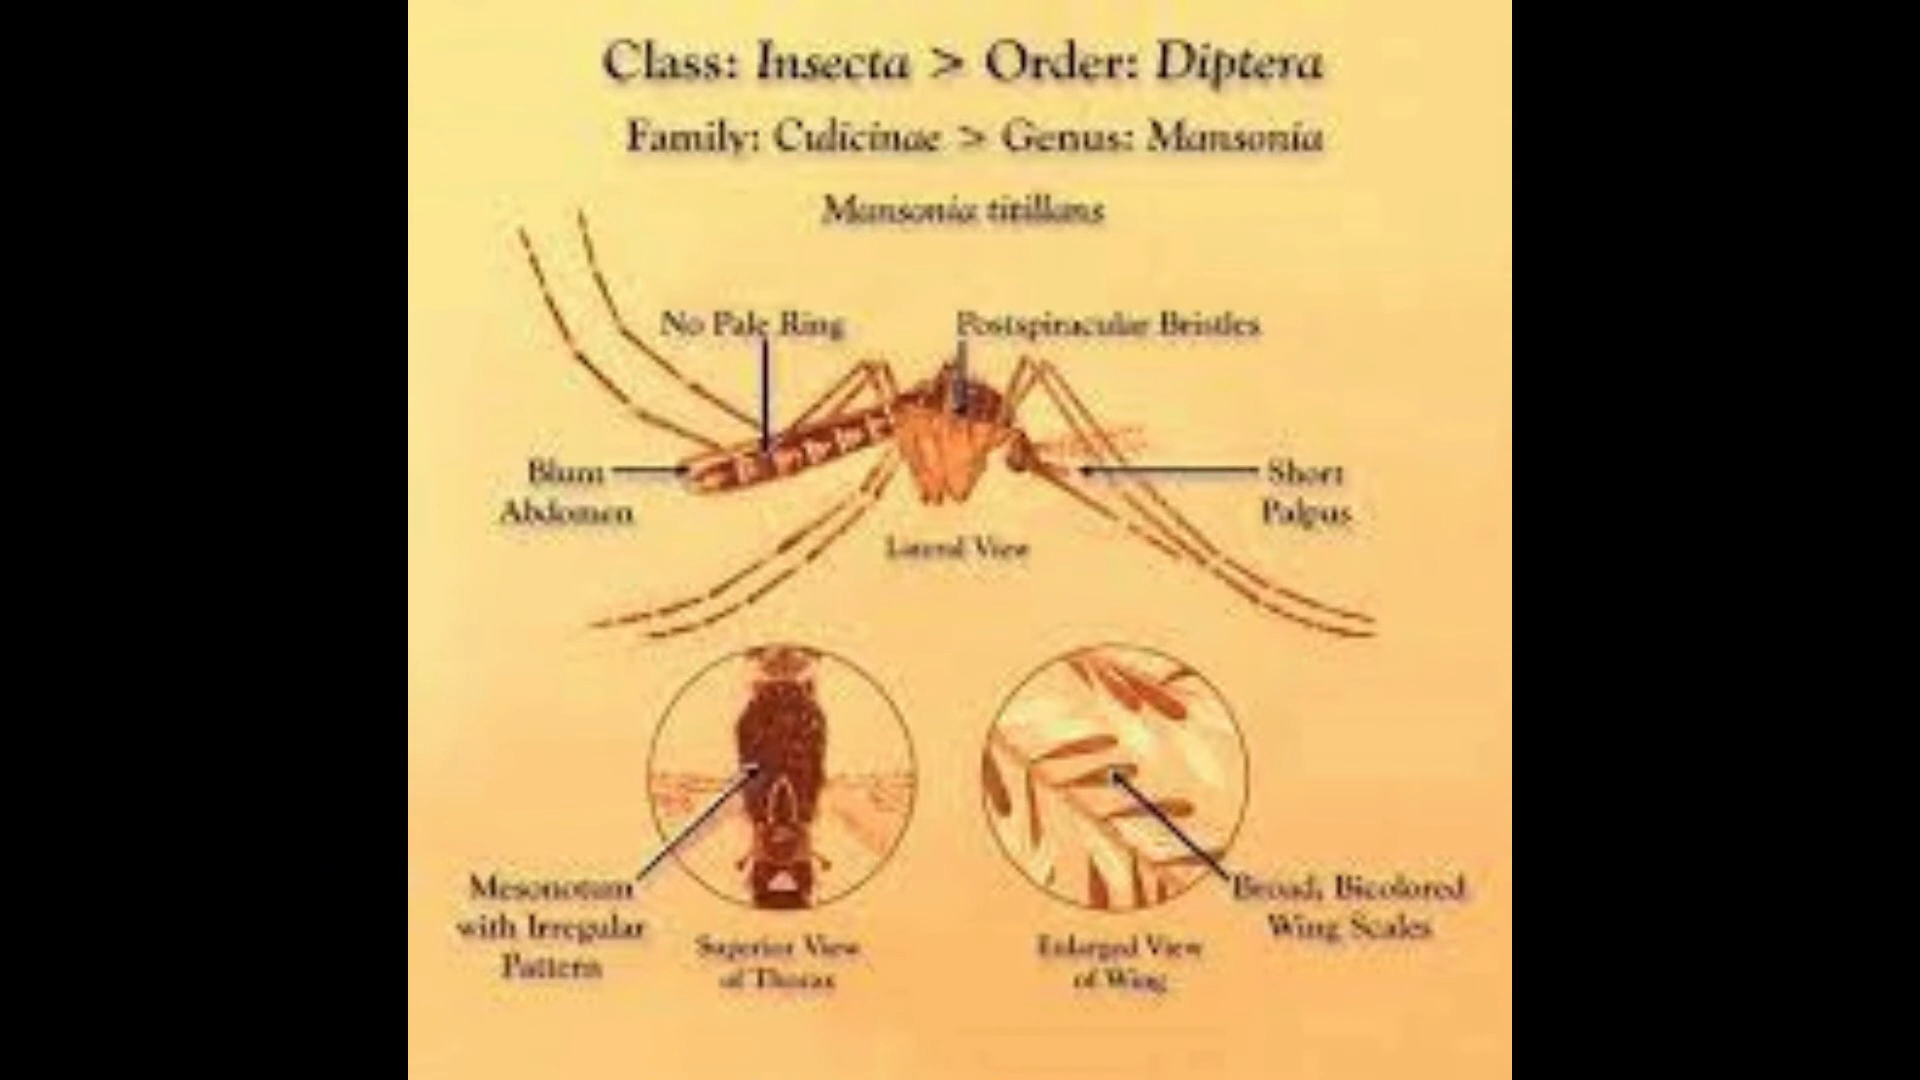 Class: Insecta > Order: Diptera
Family: Culicinae > Genus: Mansonia
Mansonia titillans
No Pale Ring
Postspiracular Bristles
Blunt
Abdomen
Short
Palpus
Lateral View
Mesonotum
with Irregular
Pattern
Superior View
of Thorax
Enlarged View
of Wing
Broad, Bicolored
Wing Scales